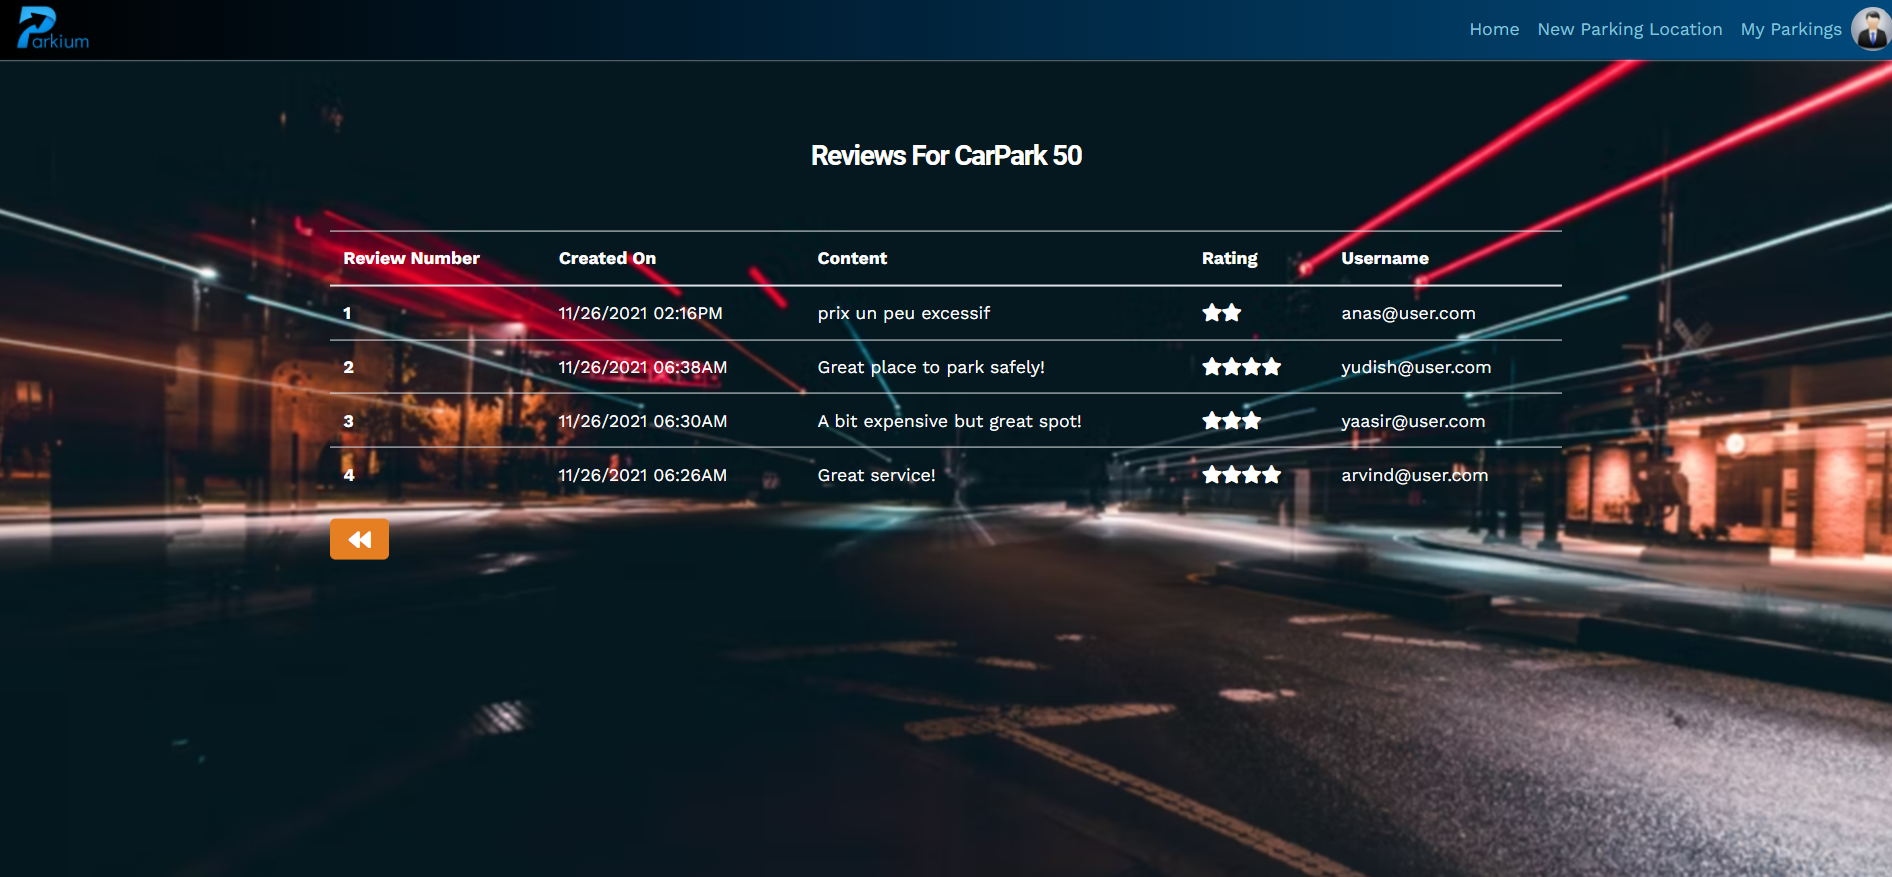 Parkium
Home New Parking Location My Parkings
Reviews For CarPark 50
Review Number Created On Content Rating Username
1 11/26/2021 02:16PM prix un peu excessif anas@user.com
2 11/26/2021 06:38AM Great place to park safely! yudish@user.com
3 11/26/2021 06:30AM A bit expensive but great spot! yaasir@user.com
4 11/26/2021 06:26AM Great service! arvind@user.com